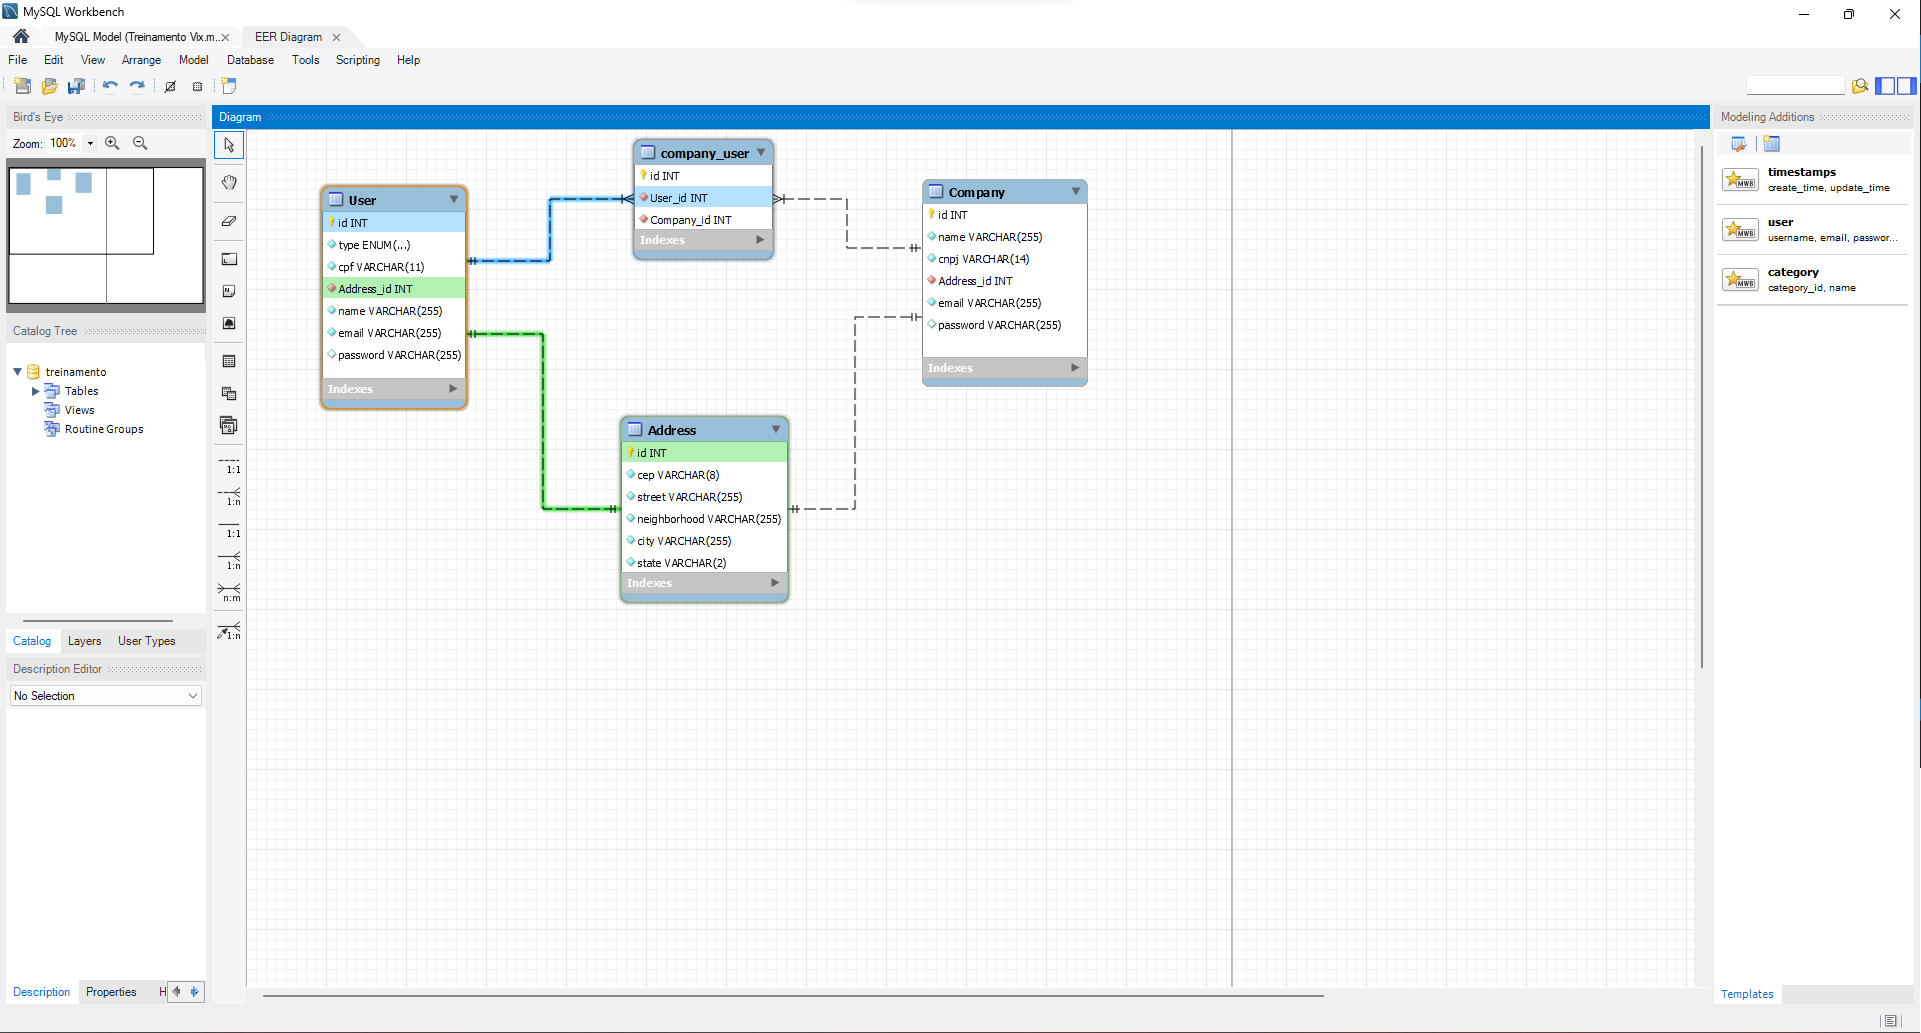 MySQL Workbench
MySQL Model (Treinamento Vix.m..
EER Diagram
File Edit View Arrange Model Database Tools Scripting Help
Bird's Eye
Zoom: 100%
Catalog Tree
treinamento
Tables
Views
Routine Groups
Catalog Layers User Types
Description Editor
No Selection
Description Properties H
Diagram
1:1
1:n
1:1
1:n
n:m
1:n
User
id INT
type ENUM(...)
cpf VARCHAR(11)
Address_id INT
name VARCHAR(255)
email VARCHAR(255)
password VARCHAR(255)
Indexes
company_user
id INT
User_id INT
Company_id INT
Indexes
Company
id INT
name VARCHAR(255)
cnpj VARCHAR(14)
Address_id INT
email VARCHAR(255)
password VARCHAR(255)
Indexes
Address
id INT
cep VARCHAR(8)
street VARCHAR(255)
neighborhood VARCHAR(255)
city VARCHAR(255)
state VARCHAR(2)
Indexes
Modeling Additions
MWB
timestamps
create_time, update_time
MWB
user
username, email, passwor...
MWB
category
category_id, name
Templates